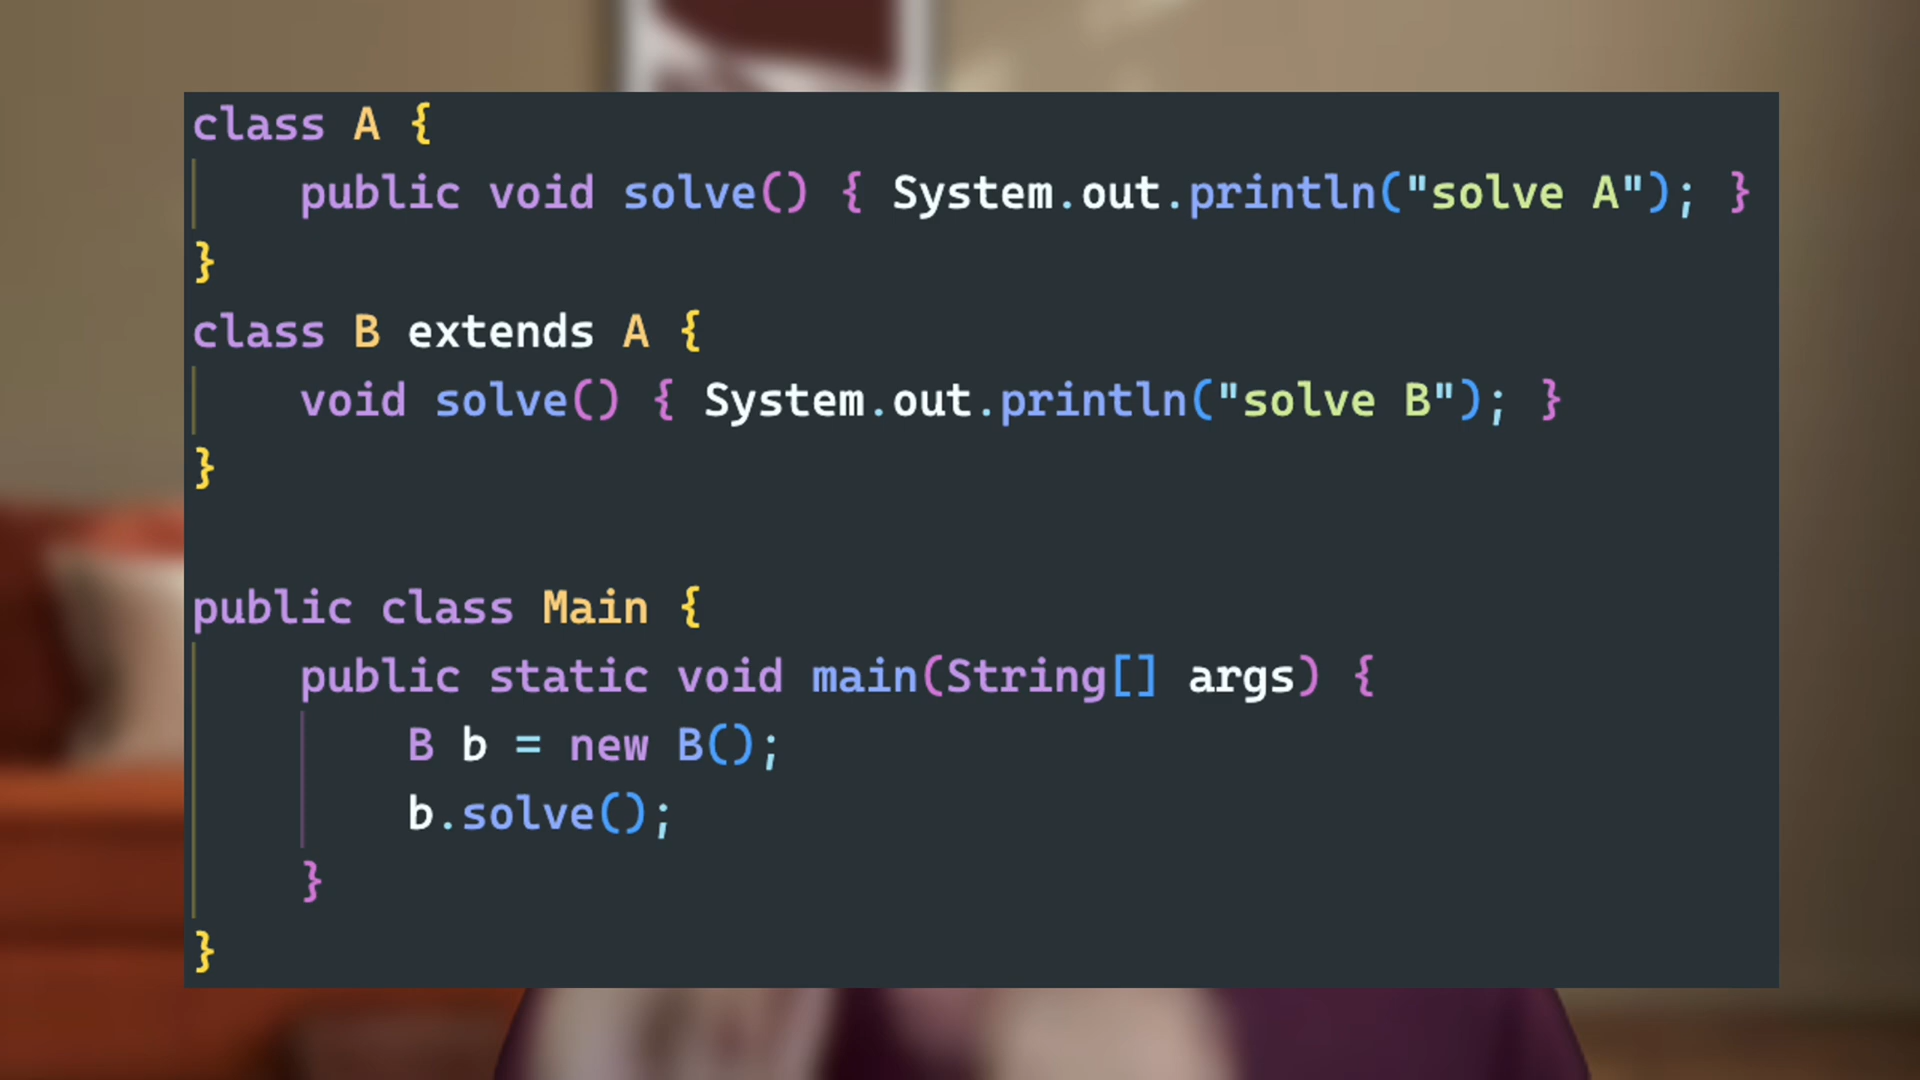 class A {
    public void solve() { System.out.println("solve A"); }
}
class B extends A {
    void solve() { System.out.println("solve B"); }
}
public class Main {
    public static void main(String[] args) {
        B b = new B();
        b.solve();
    }
}